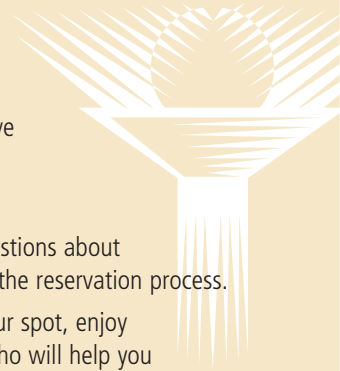 ve
stions about
the reservation process.
ur spot, enjoy
ho will help you